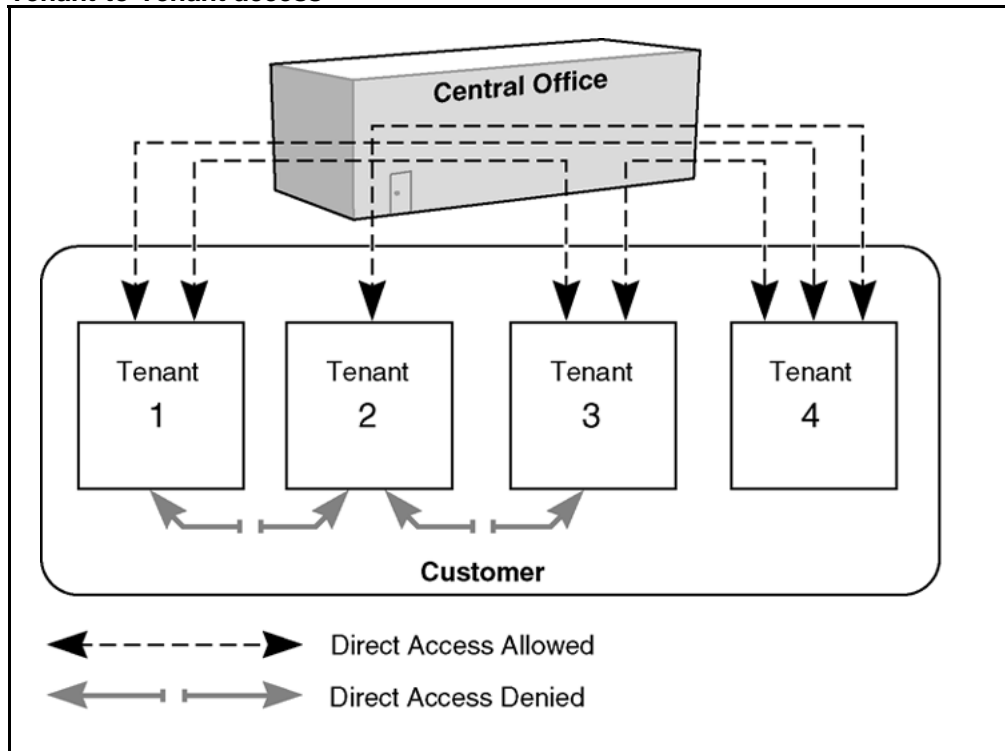 Tenant-to-Tenant access
Central Office
Tenant
1
Tenant
2
Tenant
3
Tenant
4
Customer
Direct Access Allowed
Direct Access Denied